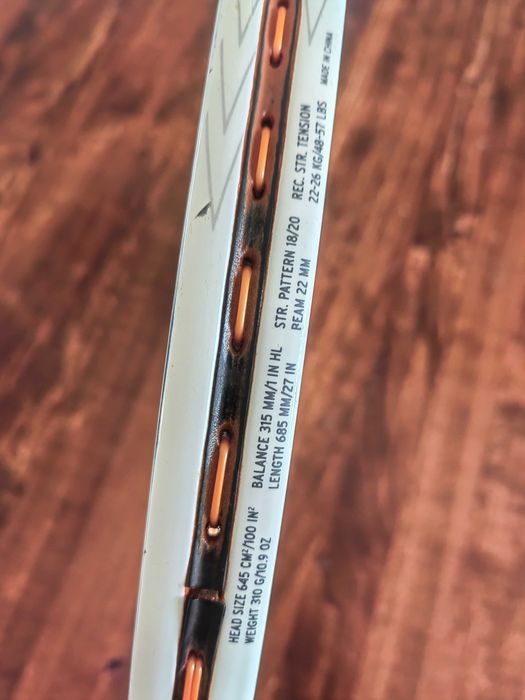 HEAD SIZE 645 CM²/100 IN²
WEIGHT 310 G/10.9 OZ
BALANCE 315 MM/1 IN HL
LENGTH 685 MM/27 IN
STR. PATTERN 18/20
BEAM 22 MM
REC. STR. TENSION
22-26 KG/48-57 LBS
MADE IN CHINA